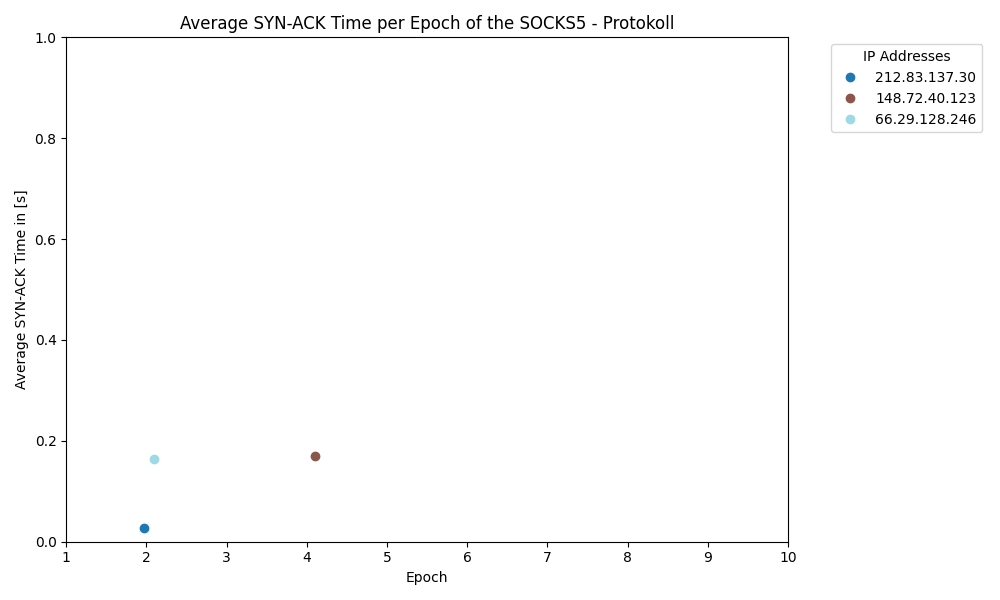 Average SYN-ACK Time per Epoch of the SOCKS5 - Protokoll
Average SYN-ACK Time in [s]
1.0
0.8
0.6
0.4
0.2
0.0
1 2 3 4 5 6 7 8 9 10
Epoch
IP Addresses
212.83.137.30
148.72.40.123
66.29.128.246